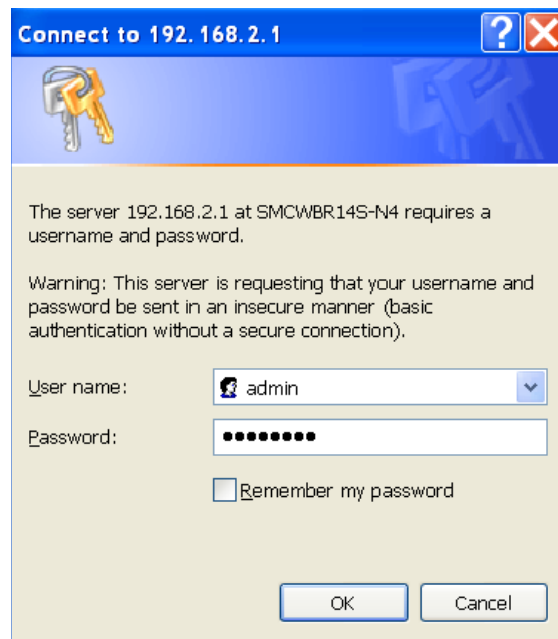 Connect to 192.168.2.1
The server 192.168.2.1 at SMCWBR14S-N4 requires a
username and password.
Warning: This server is requesting that your username and
password be sent in an insecure manner (basic
authentication without a secure connection).
User name:
admin
Password:
••••••••
Remember my password
OK
Cancel